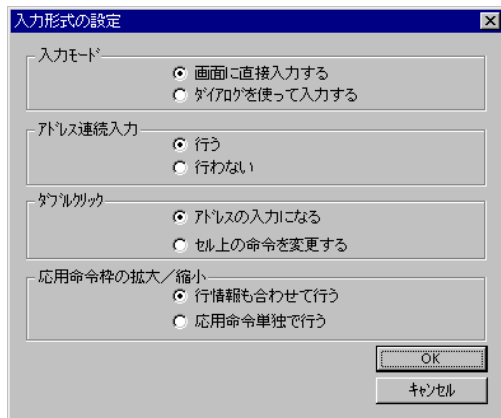 入力形式の設定
入力ﾓｰﾄﾞ
画面に直接入力する
ﾀﾞｲｱﾛｸﾞを使って入力する
ｱﾄﾞﾚｽ連続入力
行う
行わない
ﾀﾞﾌﾞﾙｸﾘｯｸ
ｱﾄﾞﾚｽの入力になる
ｾﾙ上の命令を変更する
応用命令枠の拡大／縮小
行情報も合わせて行う
応用命令単独で行う
OK
ｷｬﾝｾﾙ